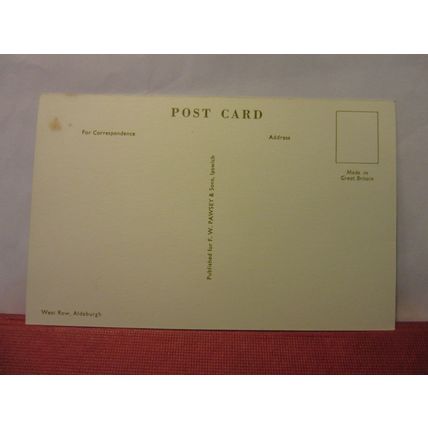 POST CARD
For Correspondence
Address
Made in
Great Britain
Published for F. W. PAWSEY & Sons, Ipswich
West Row, Aldeburgh